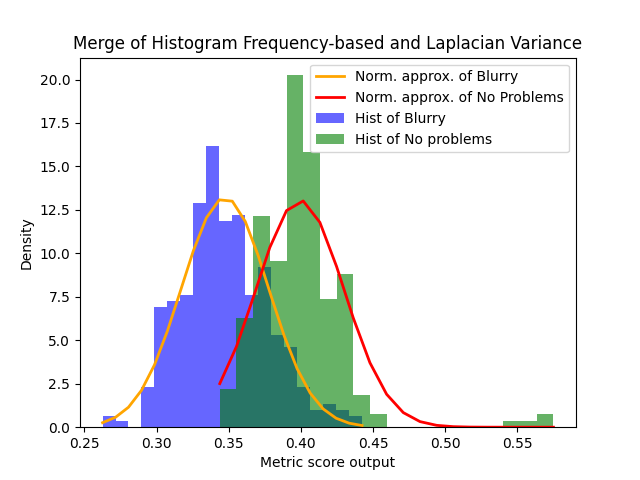 Merge of Histogram Frequency-based and Laplacian Variance
Norm. approx. of Blurry
Norm. approx. of No Problems
Hist of Blurry
Hist of No problems
Density
20.0
17.5
15.0
12.5
10.0
7.5
5.0
2.5
0.0
0.25 0.30 0.35 0.40 0.45 0.50 0.55
Metric score output